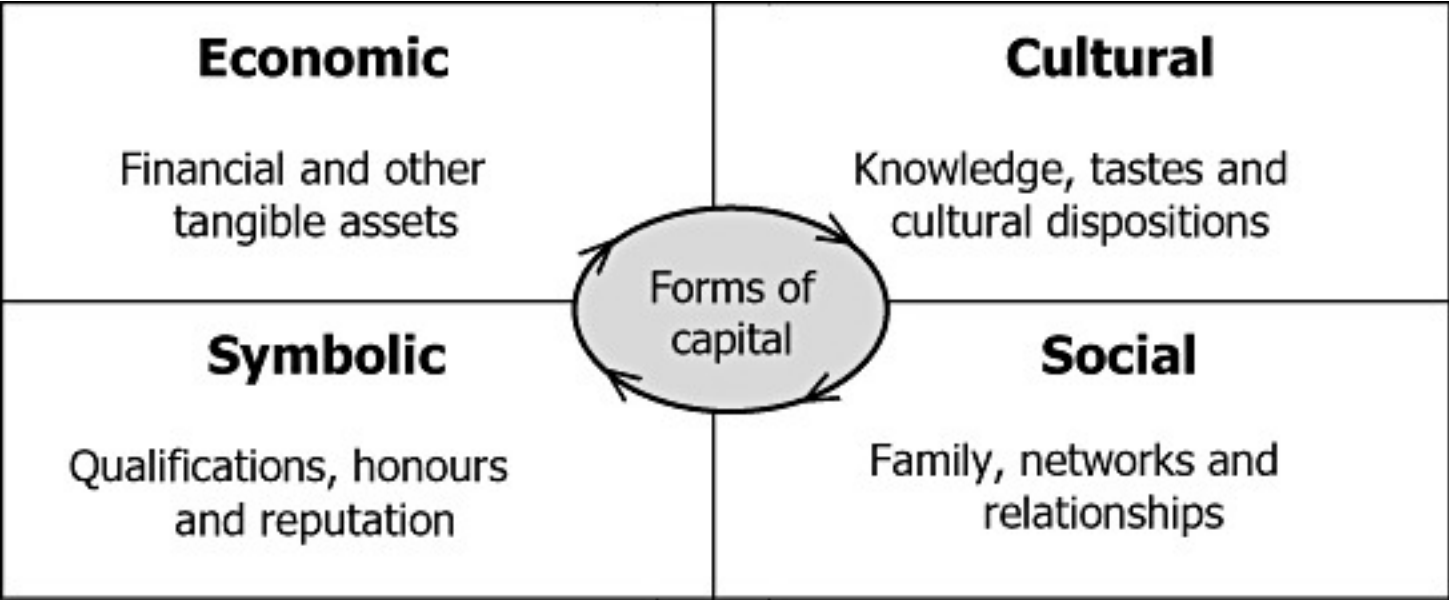 Economic
Financial and other
tangible assets
Cultural
Knowledge, tastes and
cultural dispositions
Forms of
capital
Symbolic
Qualifications, honours
and reputation
Social
Family, networks and
relationships